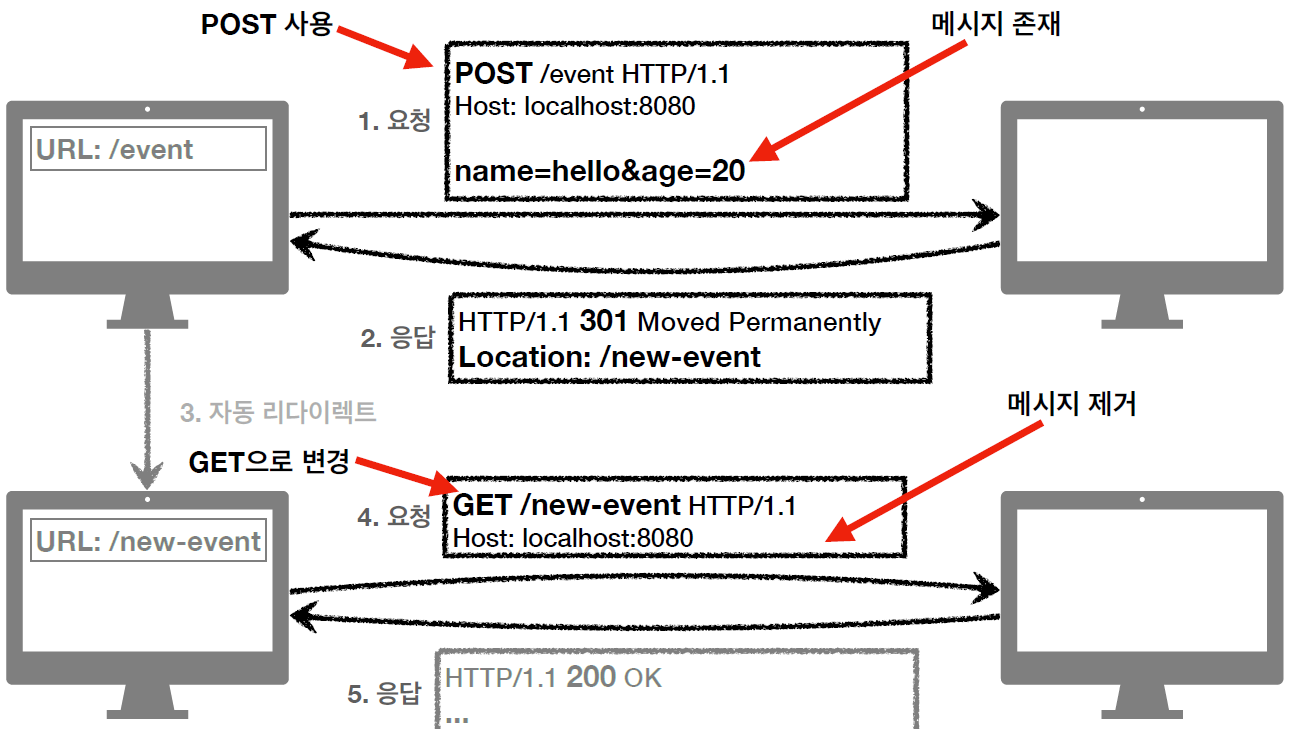 POST 사용
메시지 존재
1. 요청
POST /event HTTP/1.1
Host: localhost:8080
name=hello&age=20
URL: /event
2. 응답
HTTP/1.1 301 Moved Permanently
Location: /new-event
3. 자동 리다이렉트
메시지 제거
GET으로 변경
4. 요청
GET /new-event HTTP/1.1
Host: localhost:8080
URL: /new-event
5. 응답
HTTP/1.1 200 OK
...